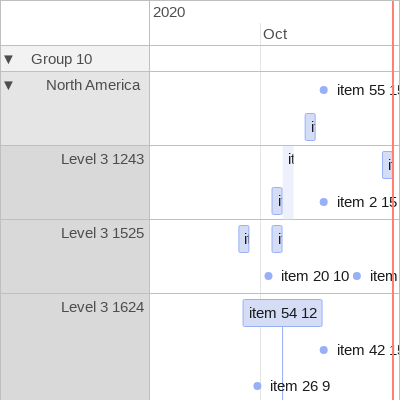 2020
Oct
▼ Group 10
▼ North America
item 55
Level 3 1243
item 2 15
Level 3 1525
item 20 10
item
Level 3 1624
item 54 12
item 42
item 26 9